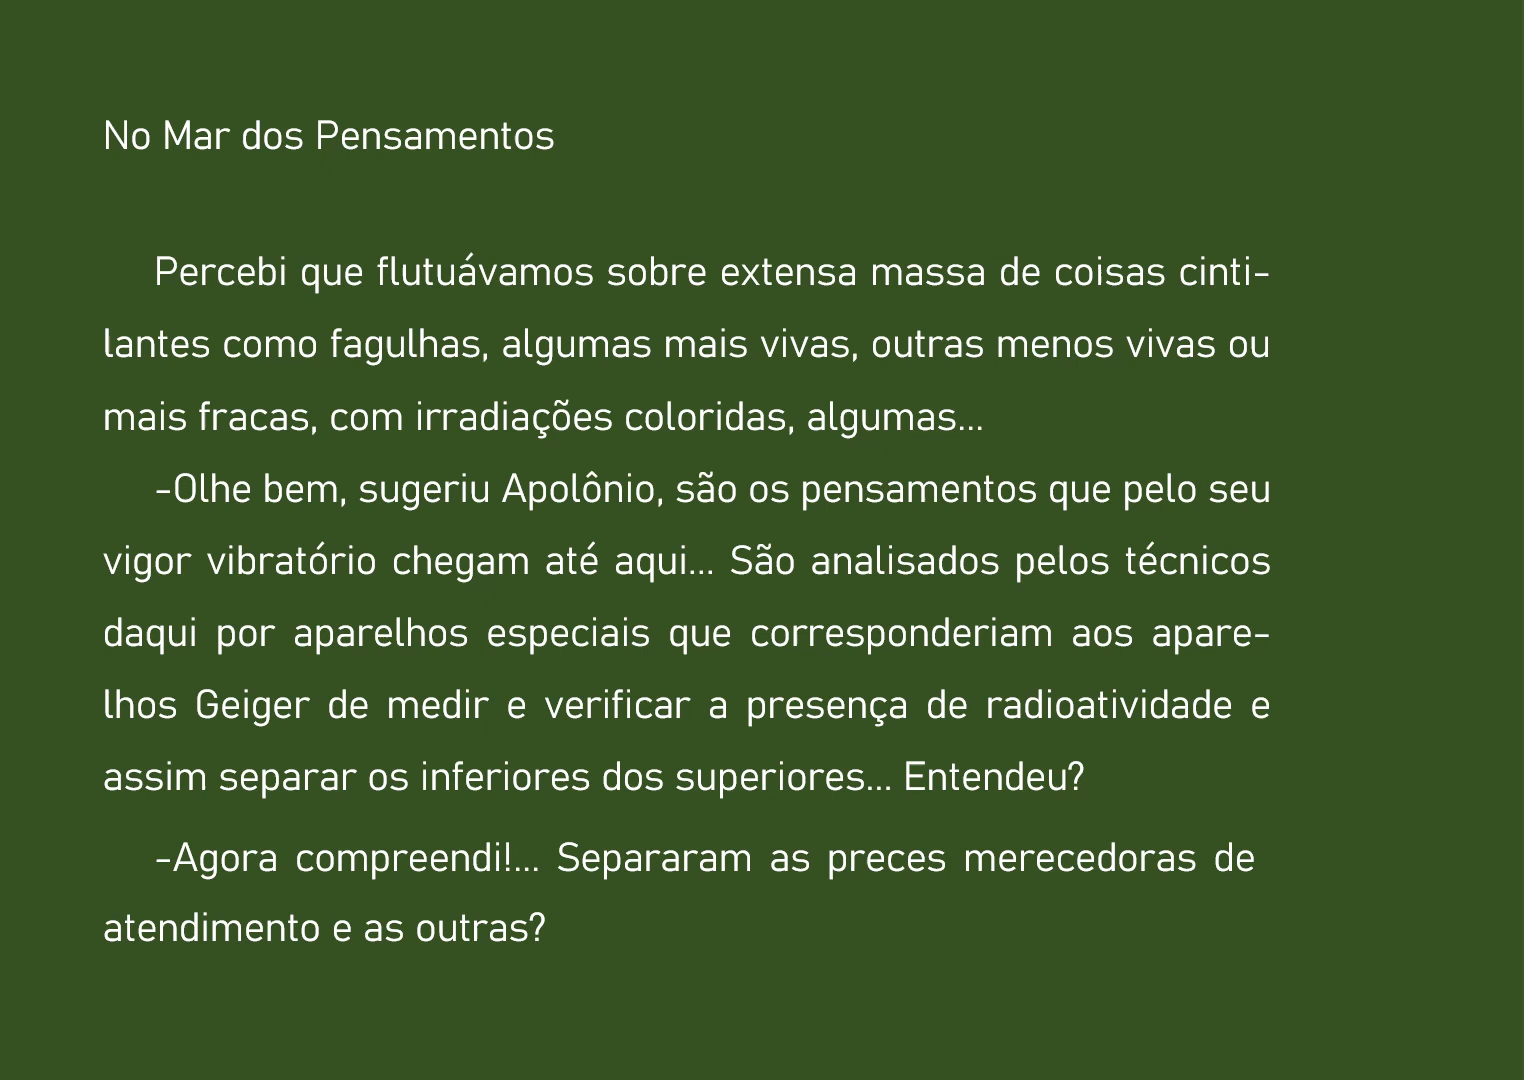 No Mar dos Pensamentos
Percebi que flutuávamos sobre extensa massa de coisas cinti-
lantes como fagulhas, algumas mais vivas, outras menos vivas ou
mais fracas, com irradiações coloridas, algumas...
-Olhe bem, sugeriu Apolônio, são os pensamentos que pelo seu
vigor vibratório chegam até aqui... São analisados pelos técnicos
daqui por aparelhos especiais que corresponderiam aos apare-
lhos Geiger de medir e verificar a presença de radioatividade e
assim separar os inferiores dos superiores... Entendeu?
-Agora compreendi!... Separaram as preces merecedoras de
atendimento e as outras?